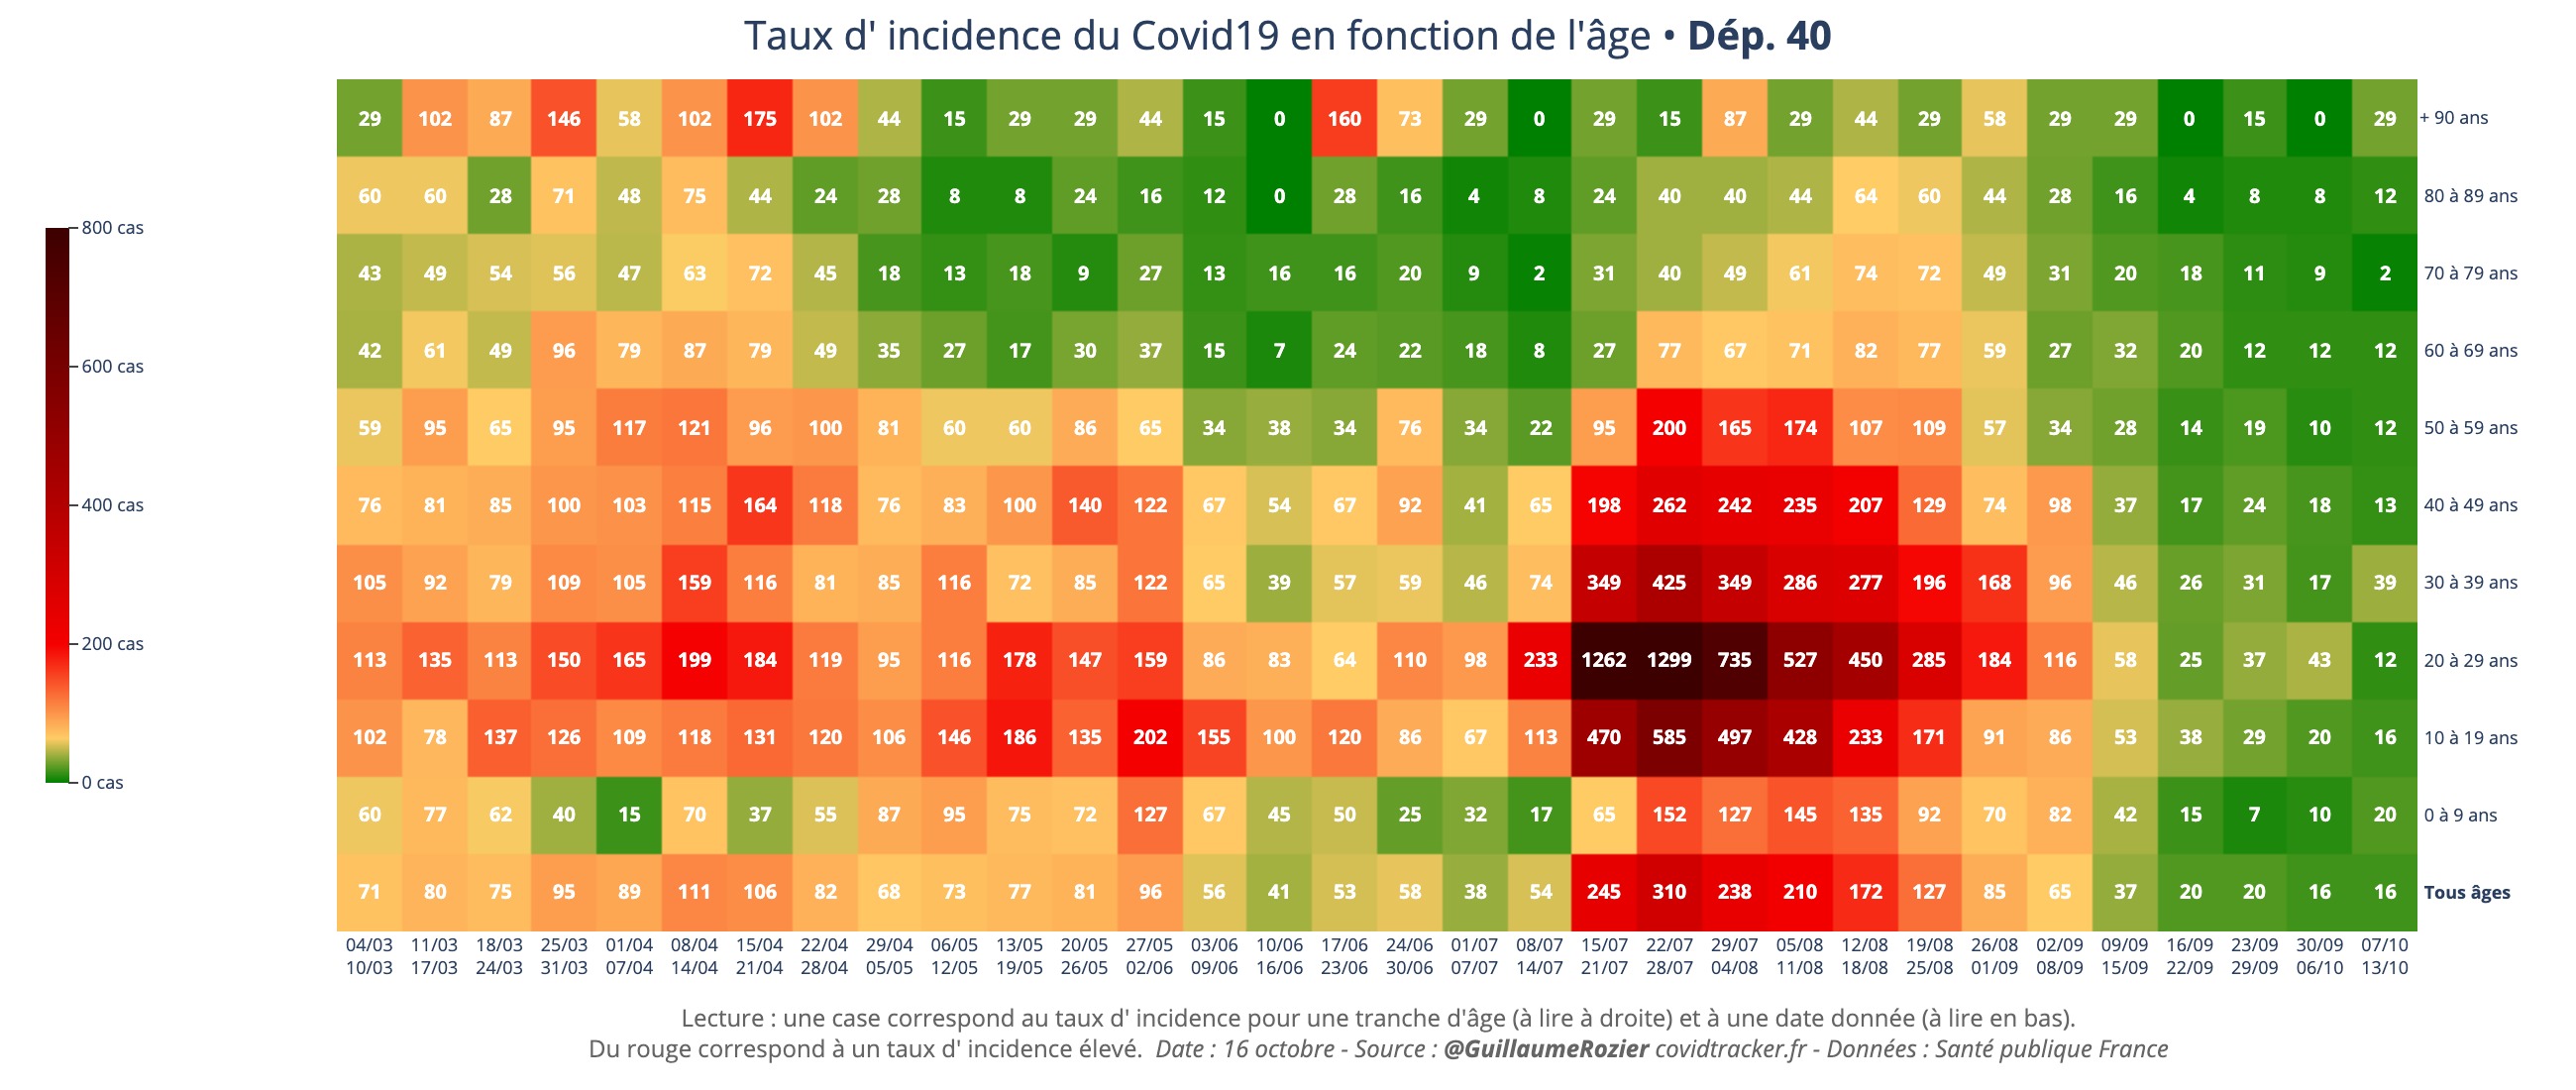 Taux d' incidence du Covid19 en fonction de l'âge • Dép. 40
800 cas
600 cas
400 cas
200 cas
0 cas
29 102 87 146 58 102 175 102 44 15 29 29 44 15 0 160 73 29 0 29 15 87 29 44 29 58 29 29 0 15 0 29 + 90 ans
60 60 28 71 48 75 44 24 28 8 8 24 16 12 0 28 16 4 8 24 40 40 44 64 60 44 28 16 4 8 8 12 80 à 89 ans
43 49 54 56 47 63 72 45 18 13 18 9 27 13 16 16 20 9 2 31 40 49 61 74 72 49 31 20 18 11 9 2 70 à 79 ans
42 61 49 96 79 87 79 49 35 27 17 30 37 15 7 24 22 18 8 27 77 67 71 82 77 59 27 32 20 12 12 12 60 à 69 ans
59 95 65 95 117 121 96 100 81 60 60 86 65 34 38 34 76 34 22 95 200 165 174 107 109 57 34 28 14 19 10 12 50 à 59 ans
76 81 85 100 103 115 164 118 76 83 100 140 122 67 54 67 92 41 65 198 262 242 235 207 129 74 98 37 17 24 18 13 40 à 49 ans
105 92 79 109 105 159 116 81 85 116 72 85 122 65 39 57 59 46 74 349 425 349 286 277 196 168 96 46 26 31 17 39 30 à 39 ans
113 135 113 150 165 199 184 119 95 116 178 147 159 86 83 64 110 98 233 1262 1299 735 527 450 285 184 116 58 25 37 43 12 20 à 29 ans
102 78 137 126 109 118 131 120 106 146 186 135 202 155 100 120 86 67 113 470 585 497 428 233 171 91 86 53 38 29 20 16 10 à 19 ans
60 77 62 40 15 70 37 55 87 95 75 72 127 67 45 50 25 32 17 65 152 127 145 135 92 70 82 42 15 7 10 20 0 à 9 ans
71 80 75 95 89 111 106 82 68 73 77 81 96 56 41 53 58 38 54 245 310 238 210 172 127 85 65 37 20 20 16 16 Tous âges
04/03 11/03 18/03 25/03 01/04 08/04 15/04 22/04 29/04 06/05 13/05 20/05 27/05 03/06 10/06 17/06 24/06 01/07 08/07 15/07 22/07 29/07 05/08 12/08 19/08 26/08 02/09 09/09 16/09 23/09 30/09 07/10
10/03 17/03 24/03 31/03 07/04 14/04 21/04 28/04 05/05 12/05 19/05 26/05 02/06 09/06 16/06 23/06 30/06 07/07 14/07 21/07 28/07 04/08 11/08 18/08 25/08 01/09 08/09 15/09 22/09 29/09 06/10 13/10
Lecture : une case correspond au taux d' incidence pour une tranche d'âge (à lire à droite) et à une date donnée (à lire en bas).
Du rouge correspond à un taux d' incidence élevé. Date : 16 octobre - Source : @GuillaumeRozier covidtracker.fr - Données : Santé publique France